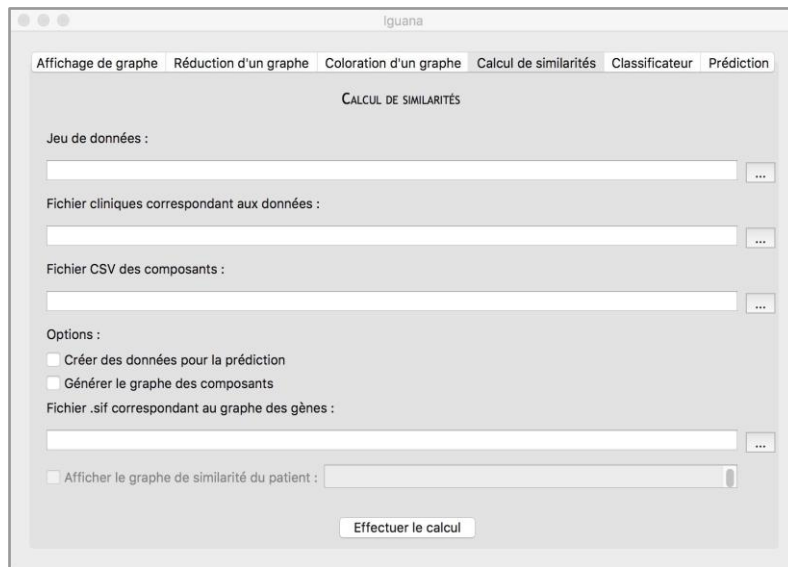 Iguana
Affichage de graphe Réduction d'un graphe Coloration d'un graphe Calcul de similarités Classificateur Prédiction
CALCUL DE SIMILARITÉS
Jeu de données :
...
Fichier cliniques correspondant aux données :
...
Fichier CSV des composants :
...
Options :
Créer des données pour la prédiction
Générer le graphe des composants
Fichier .sif correspondant au graphe des gènes :
...
Afficher le graphe de similarité du patient :
Effectuer le calcul